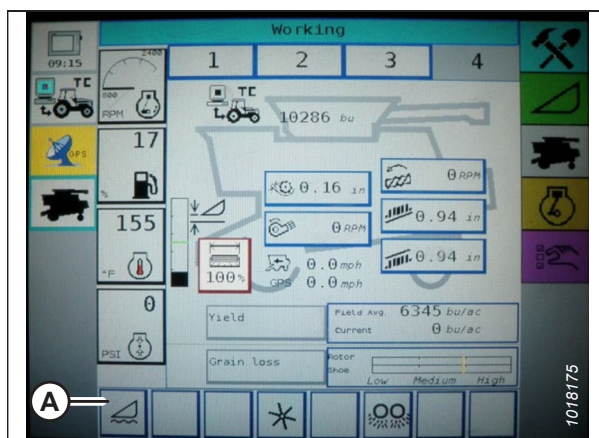 Working
09:15
2400
600
RPM
1
2
3
4
TC
TC
10286 bu
GPS
17
%
0.16 in
0 RPM
0 RPM
0.94 in
155
°F
100%
0.0 mph
GPS 0.0 mph
0.94 in
0
PSI
Yield
Field Avg. 6345 bu/ac
Current 0 bu/ac
Grain loss
Rotor
Shoe
Low Medium High
A
1018175